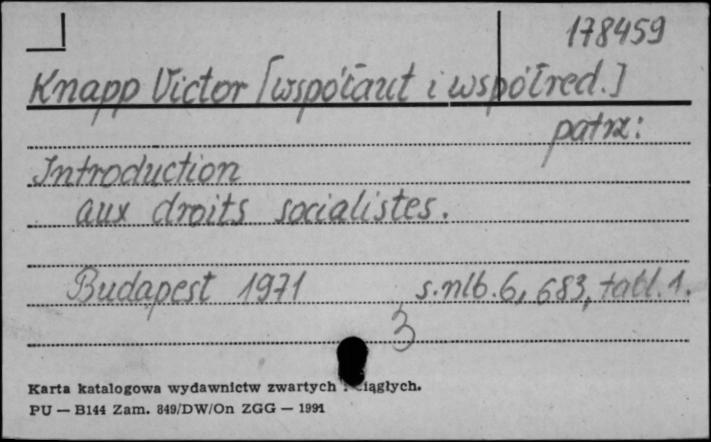 178459
Knapp Victor [współaut i współred.]
patrz:
Introduction
aux droits socialistes.
Budapest 1971 s.nlb.6, 683, tabl.1.
3
Karta katalogowa wydawnictw zwartych i ciągłych.
PU — B144 Zam. 849/DW/On ZGG — 1991